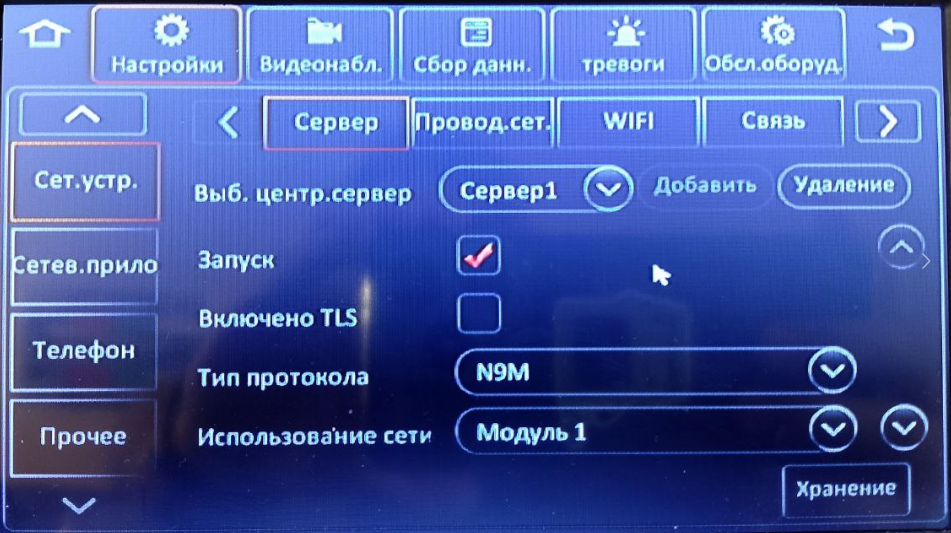 Настройки Видеонабл. Сбор данн. тревоги Обсл.оборуд.
Сервер Провод.сет. WIFI Связь
Сет.устр.
Выб. центр.сервер Сервер1 Добавить Удаление
Сетев.прило
Запуск
Включено TLS
Телефон
Тип протокола N9M
Прочее
Использование сети Модуль 1
Хранение